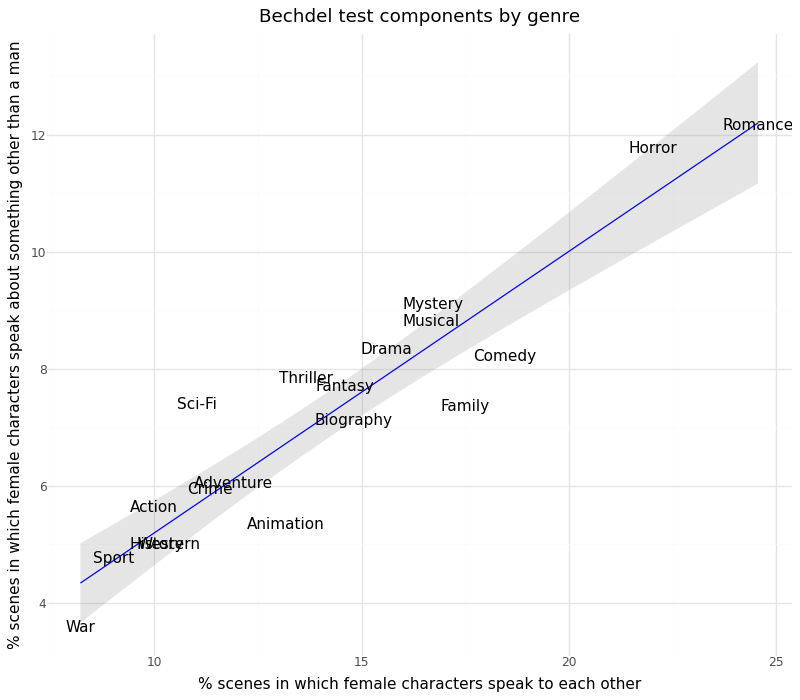 Bechdel test components by genre
% scenes in which female characters speak about something other than a man
12
10
8
6
4
Romance
Horror
Mystery
Musical
Drama
Comedy
Thriller
Fantasy
Sci-Fi
Family
Biography
Adventure
Crime
Action
Animation
History
Western
Sport
War
10
15
20
25
% scenes in which female characters speak to each other